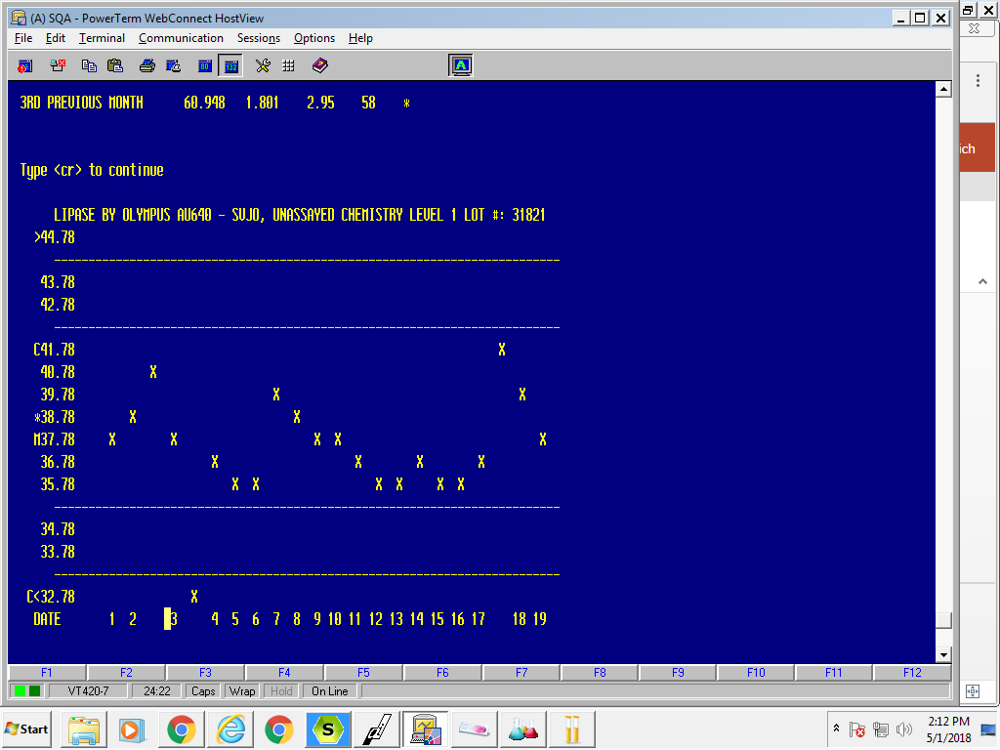 (A) SQA - PowerTerm WebConnect HostView
File Edit Terminal Communication Sessions Options Help
80 132 A
3RD PREVIOUS MONTH 60.948 1.801 2.95 58 *
ich
Type <cr> to continue
LIPASE BY OLYMPUS AU640 - SVJO, UNASSAYED CHEMISTRY LEVEL 1 LOT #: 31821
>44.78
--------------------------------------------------------------------------
43.78
42.78
--------------------------------------------------------------------------
C41.78 X
40.78 X
39.78 X X
*38.78 X X
M37.78 X X X X X
36.78 X X X X
35.78 X X X X X X
--------------------------------------------------------------------------
34.78
33.78
--------------------------------------------------------------------------
C<32.78 X
DATE 1 2 3 4 5 6 7 8 9 10 11 12 13 14 15 16 17 18 19
F1 F2 F3 F4 F5 F6 F7 F8 F9 F10 F11 F12
VT420-7 24:22 Caps Wrap Hold On Line
Start S 2:12 PM
5/1/2018